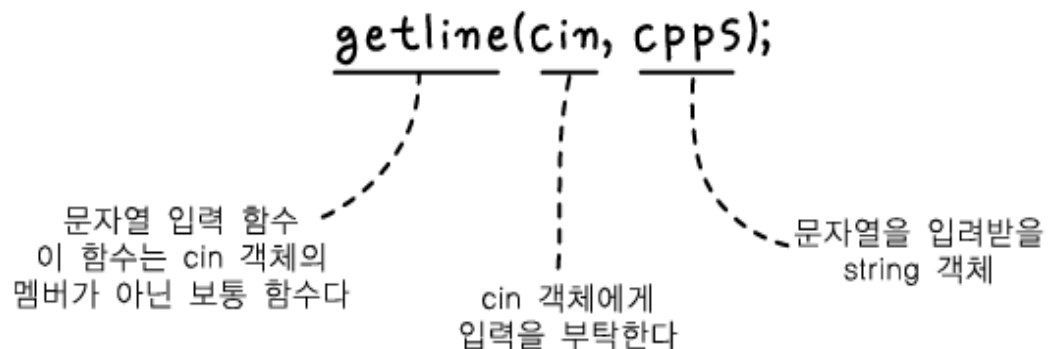 getline(cin, cppS);
문자열 입력 함수
이 함수는 cin 객체의
멤버가 아닌 보통 함수다
cin 객체에게
입력을 부탁한다
문자열을 입려받을
string 객체